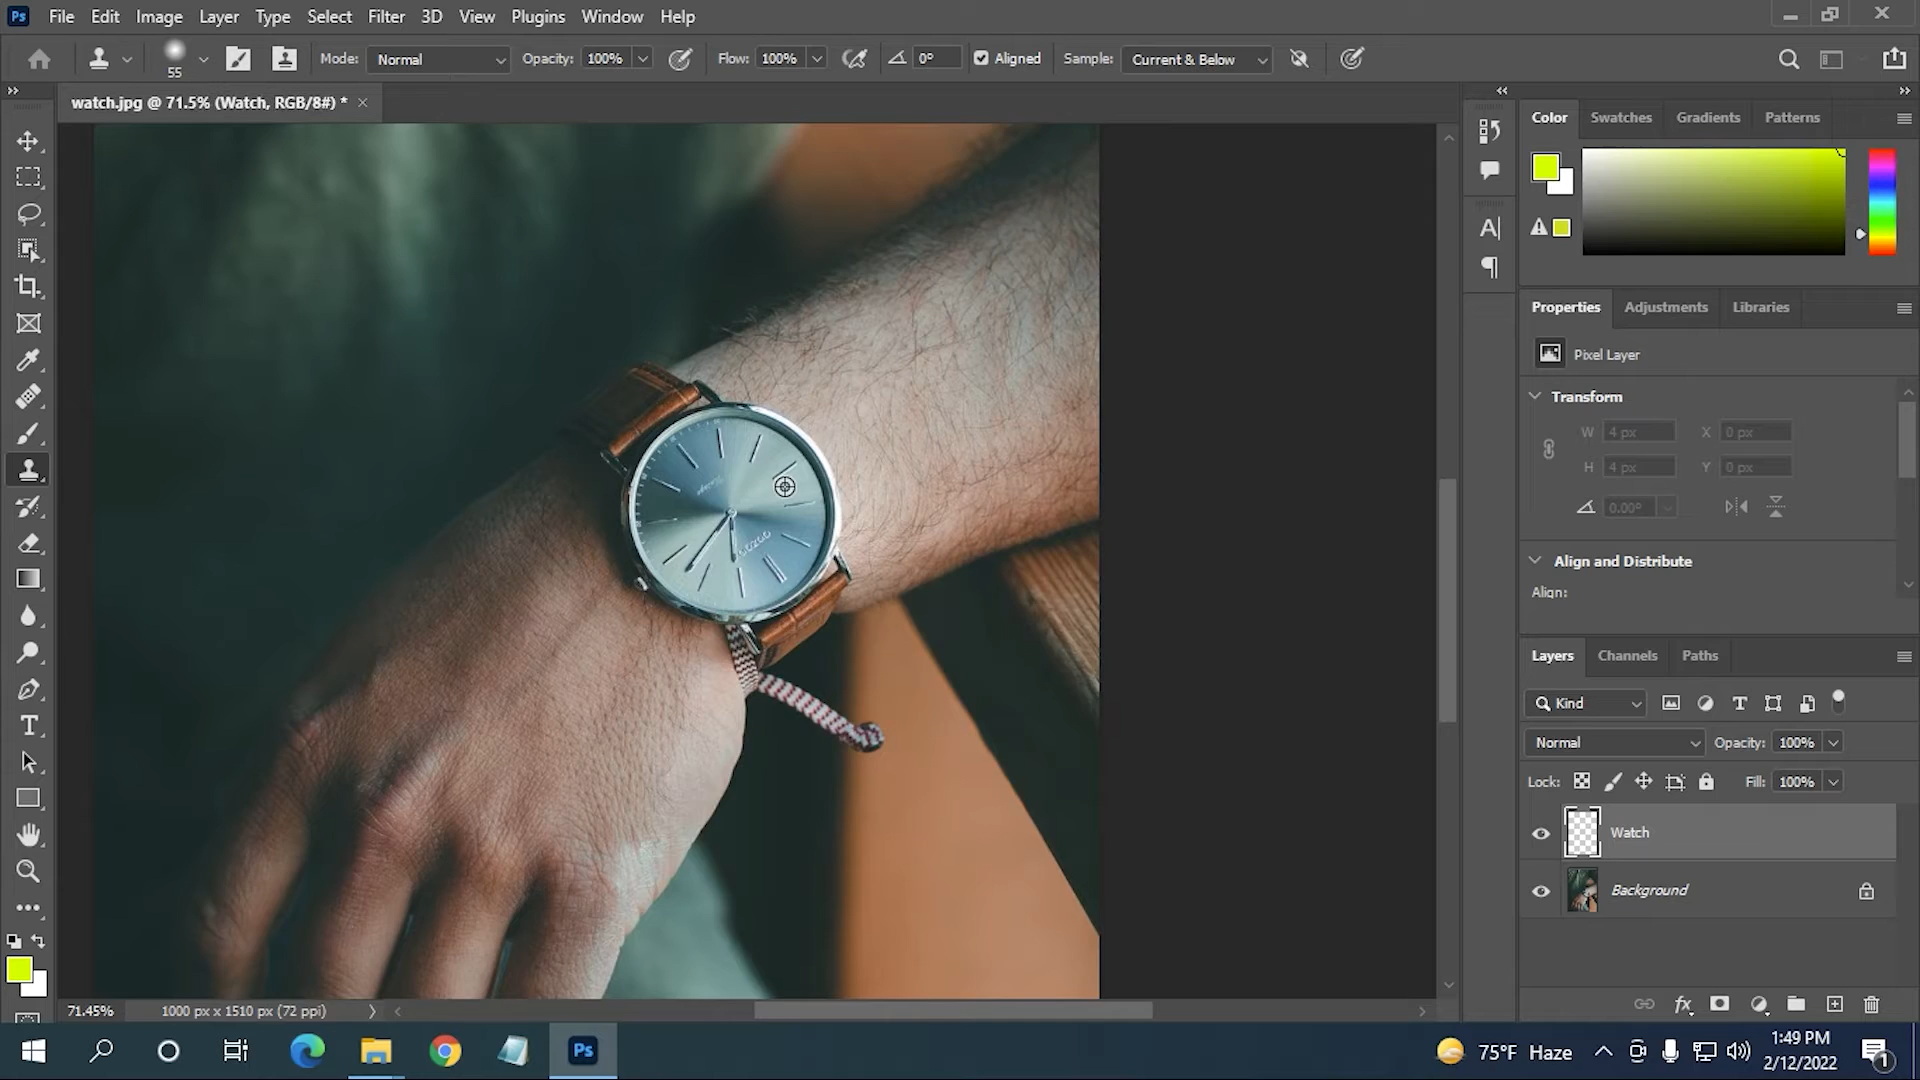 Ps File Edit Image Layer Type Select Filter 3D View Plugins Window Help
55 Mode: Normal Opacity: 100% Flow: 100% 0° Aligned Sample: Current & Below
watch.jpg @ 71.5% (Watch, RGB/8#) * ×
Color Swatches Gradients Patterns
Properties Adjustments Libraries
Pixel Layer
Transform
W 4 px X 0 px
H 4 px Y 0 px
0.00°
Align and Distribute
Align:
Layers Channels Paths
Kind
Normal Opacity: 100%
Lock: Fill: 100%
Watch
Background
71.45% 1000 px x 1510 px (72 ppi)
Ps
75°F Haze
1:49 PM
2/12/2022
1